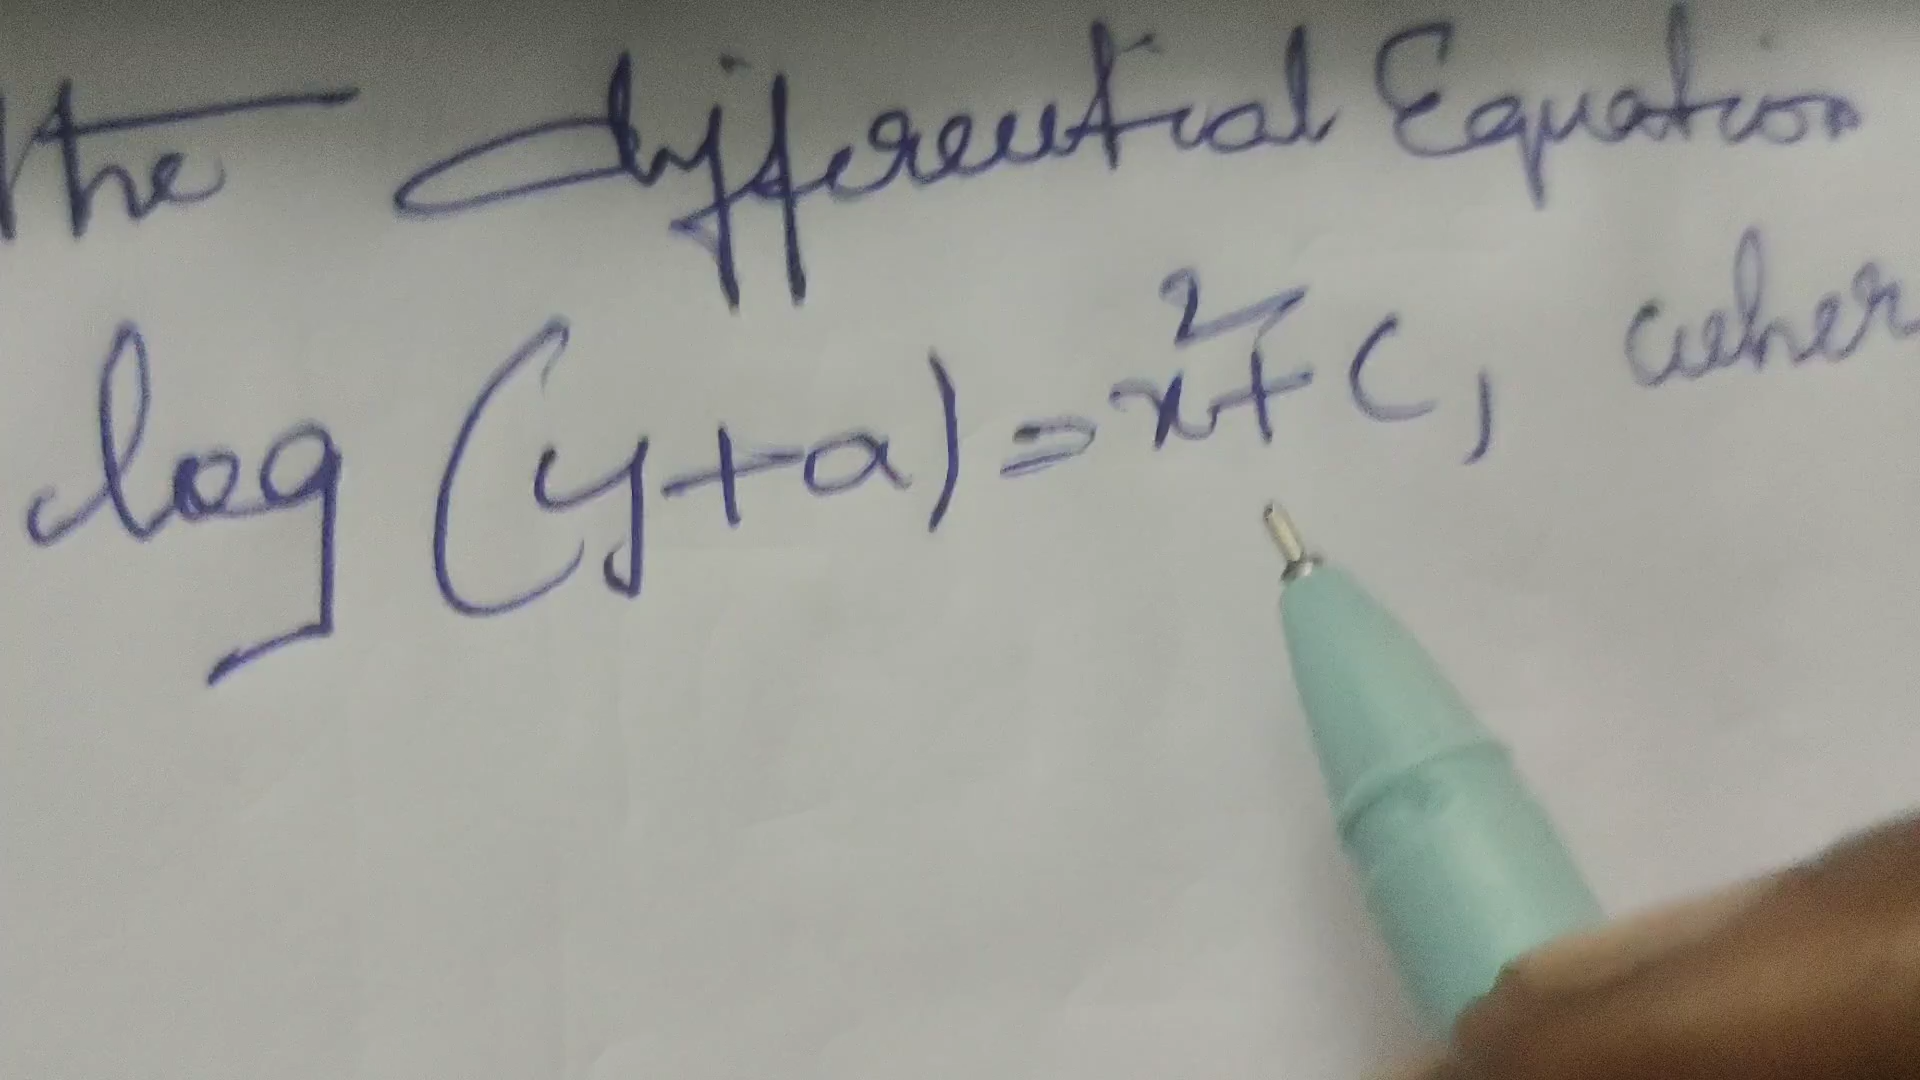 the differential Equation
log (y+a) = x² + c, wher